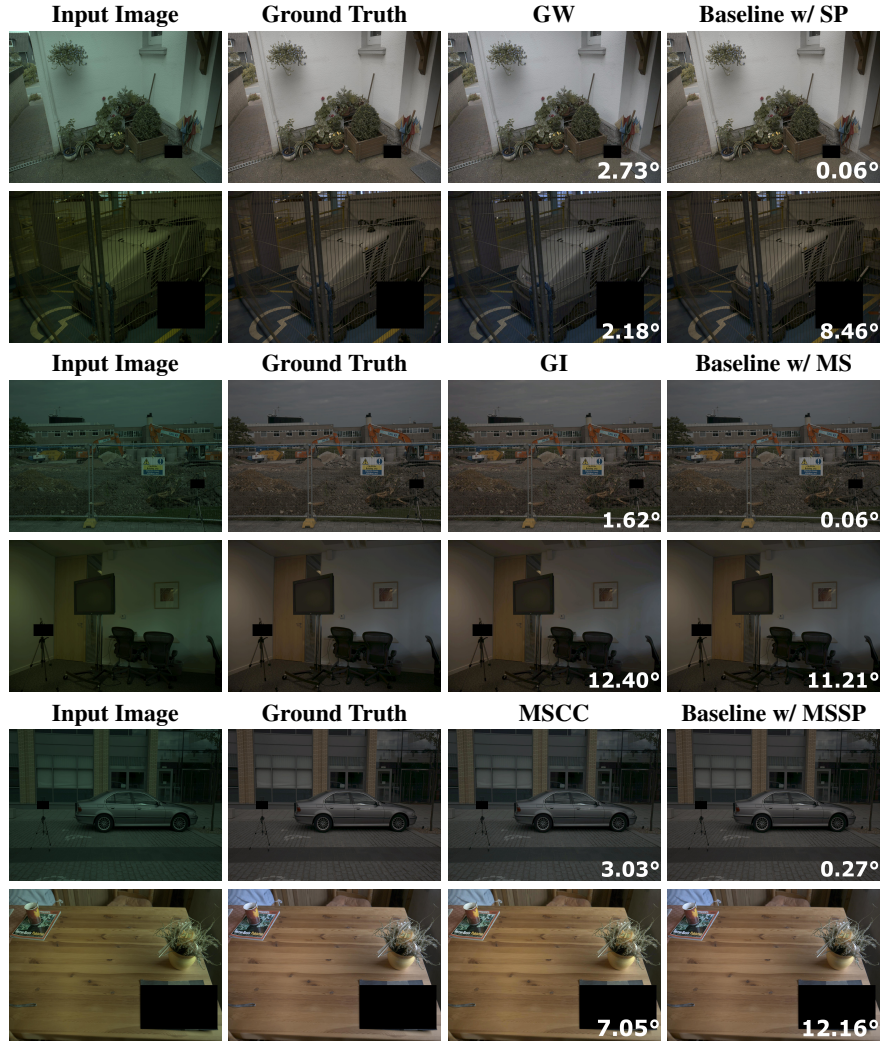 Input Image Ground Truth GW Baseline w/ SP
2.73° 0.06°
2.18° 8.46°
Input Image Ground Truth GI Baseline w/ MS
1.62° 0.06°
12.40° 11.21°
Input Image Ground Truth MSCC Baseline w/ MSSP
3.03° 0.27°
7.05° 12.16°